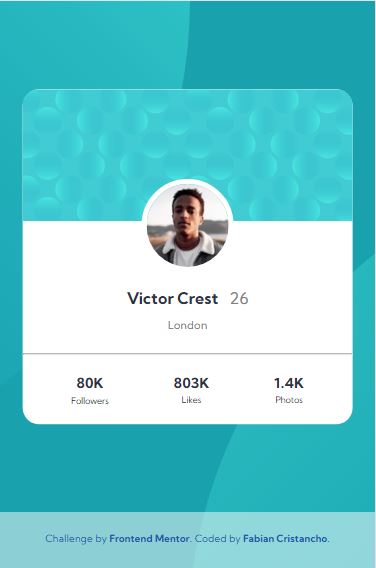 Victor Crest 26
London
80K 803K 1.4K
Followers Likes Photos
Challenge by Frontend Mentor. Coded by Fabian Cristancho.